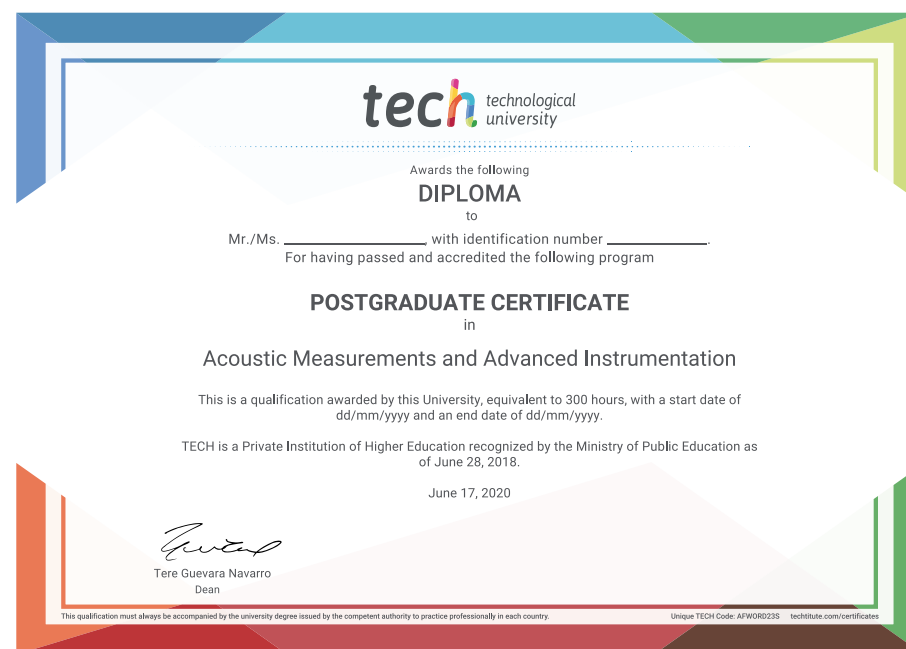 tech technological
university
Awards the following
DIPLOMA
to
Mr./Ms. ____________, with identification number _________.
For having passed and accredited the following program
POSTGRADUATE CERTIFICATE
in
Acoustic Measurements and Advanced Instrumentation
This is a qualification awarded by this University, equivalent to 300 hours, with a start date of
dd/mm/yyyy and an end date of dd/mm/yyyy.
TECH is a Private Institution of Higher Education recognized by the Ministry of Public Education as
of June 28, 2018.
June 17, 2020
Tere Guevara Navarro
Dean
This qualification must always be accompanied by the university degree issued by the competent authority to practice professionally in each country. Unique TECH Code: AFWORD23S techtitute.com/certificates